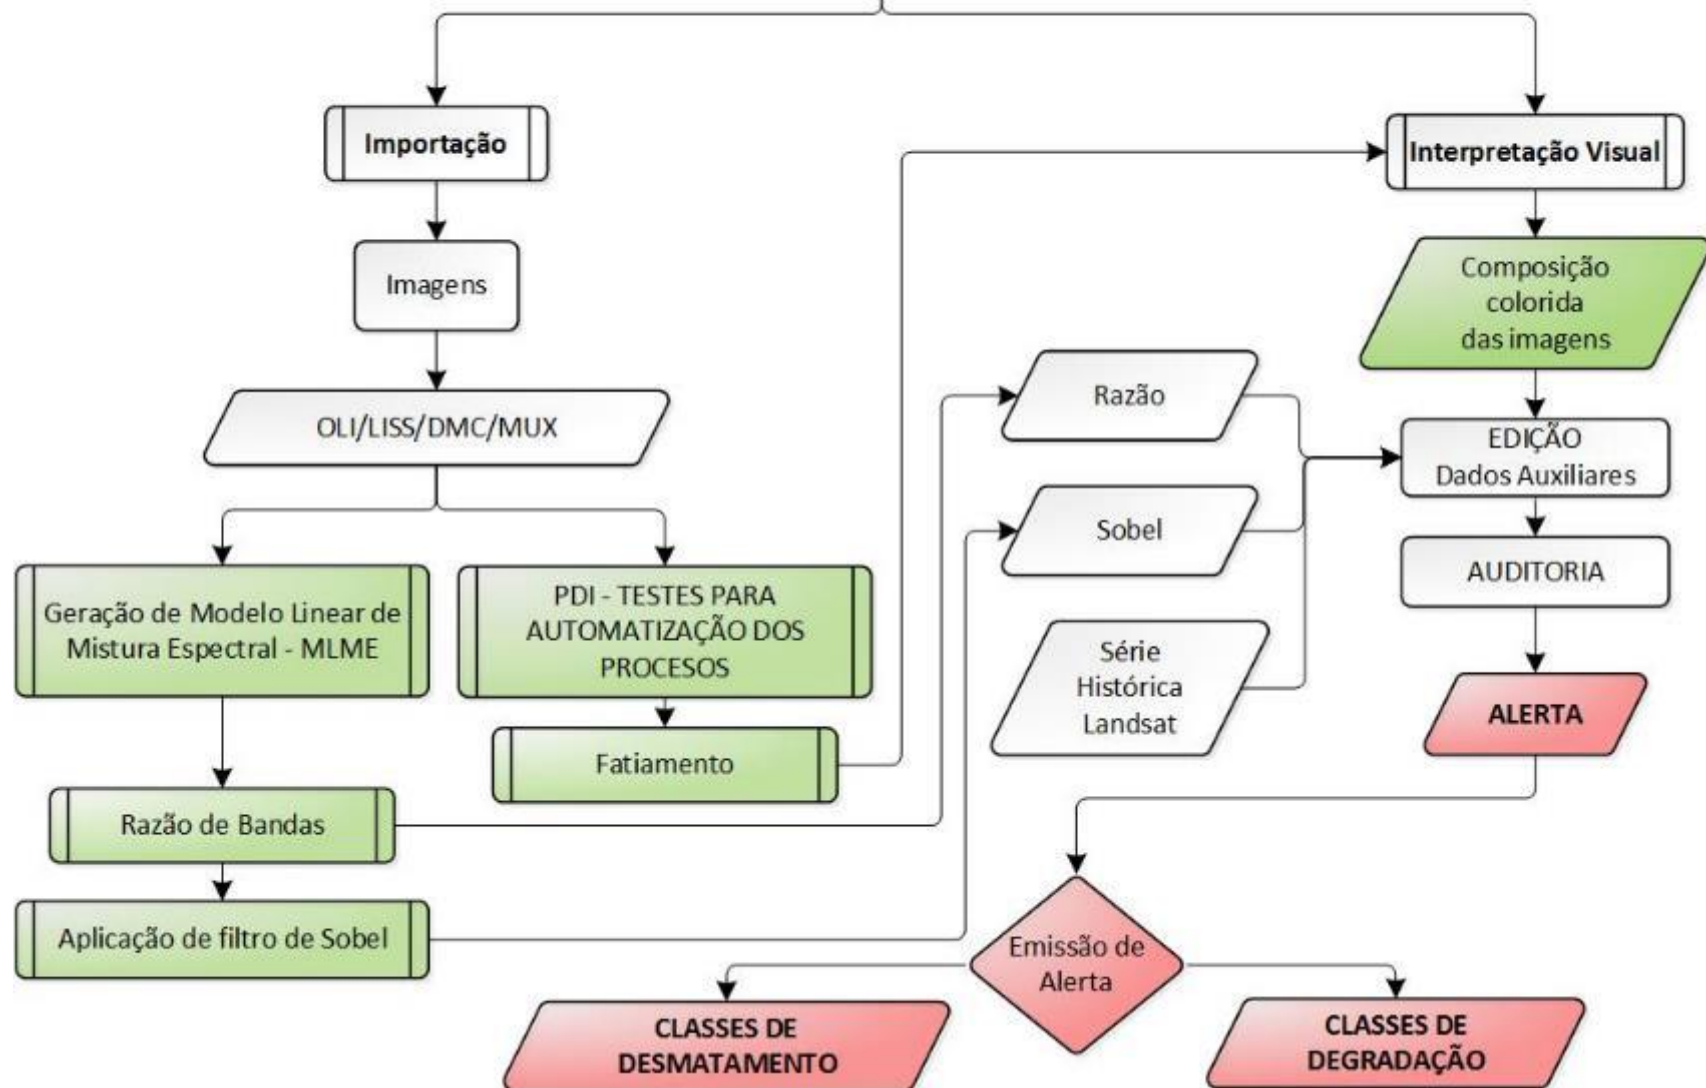 Importação
Interpretação Visual
Imagens
Composição
colorida
das imagens
OLI/LISS/DMC/MUX
Razão
EDIÇÃO
Dados Auxiliares
Sobel
AUDITORIA
Geração de Modelo Linear de
Mistura Espectral - MLME
PDI - TESTES PARA
AUTOMATIZAÇÃO DOS
PROCESOS
Série
Histórica
Landsat
ALERTA
Fatiamento
Razão de Bandas
Aplicação de filtro de Sobel
Emissão de
Alerta
CLASSES DE
DESMATAMENTO
CLASSES DE
DEGRADAÇÃO